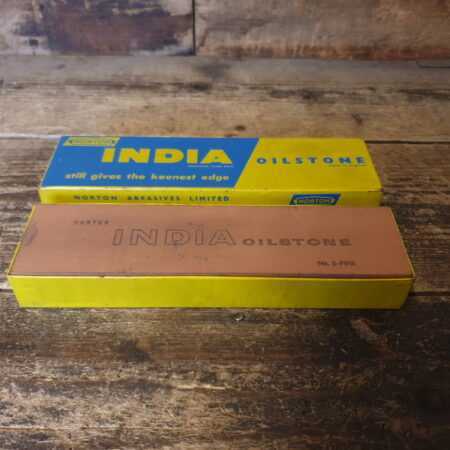 NORTON
INDIA OILSTONE
still gives the keenest edge
NORTON ABRASIVES LIMITED
NORTON
NORTON
INDIA OILSTONE